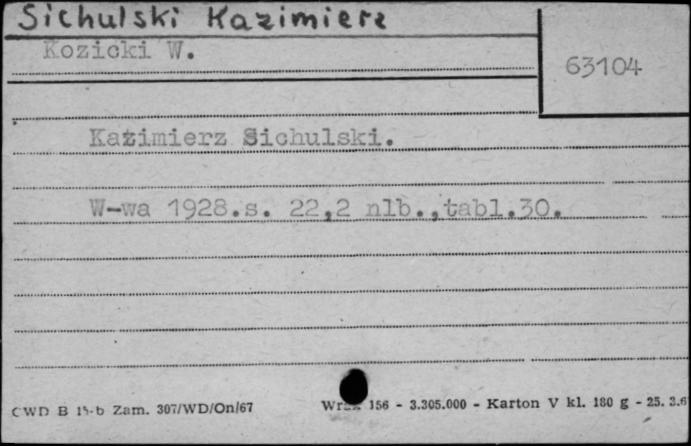 Sichulski Kazimierz
Kozicki W.
63104
Kazimierz Sichulski.
W-wa 1928.s. 22,2 nlb.,tabl.30.
CWD B 15-b Zam. 307/WD/On/67
156 - 3.305.000 - Karton V kl. 180 g - 25. 3.6